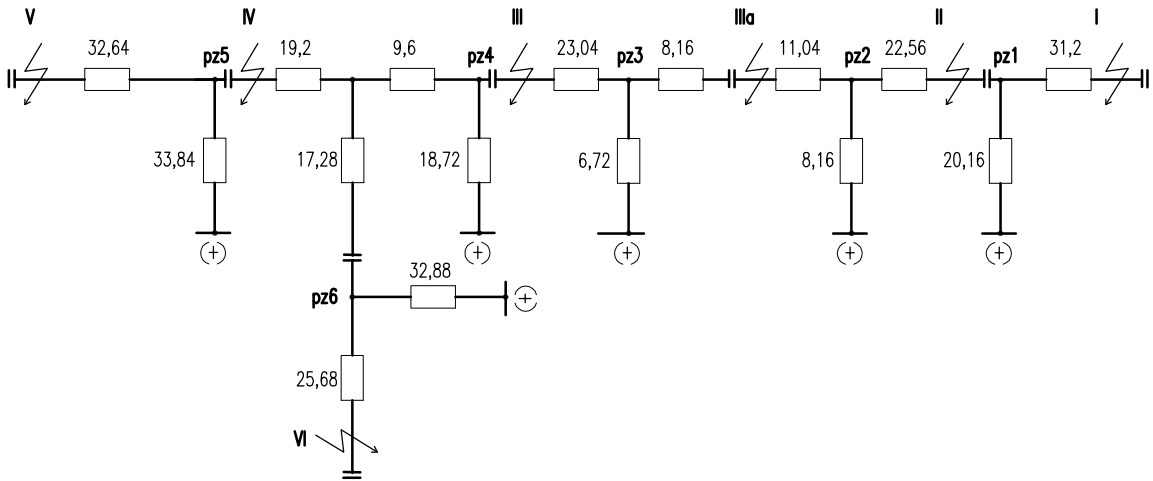 V IV III IIIa II I
32,64 pz5 19,2 9,6 pz4 23,04 pz3 8,16 11,04 pz2 22,56 pz1 31,2
33,84 17,28 18,72 6,72 8,16 20,16
32,88
pz6
25,68
VI